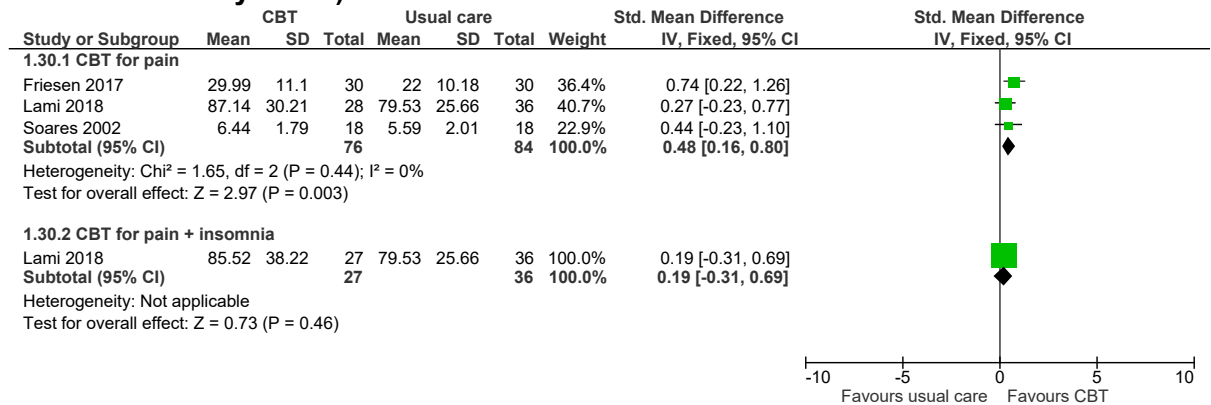 CBT Usual care Std. Mean Difference Std. Mean Difference
Study or Subgroup Mean SD Total Mean SD Total Weight IV, Fixed, 95% CI IV, Fixed, 95% CI
1.30.1 CBT for pain
Friesen 2017 29.99 11.1 30 22 10.18 30 36.4% 0.74 [0.22, 1.26]
Lami 2018 87.14 30.21 28 79.53 25.66 36 40.7% 0.27 [-0.23, 0.77]
Soares 2002 6.44 1.79 18 5.59 2.01 18 22.9% 0.44 [-0.23, 1.10]
Subtotal (95% CI) 76 84 100.0% 0.48 [0.16, 0.80]
Heterogeneity: Chi² = 1.65, df = 2 (P = 0.44); I² = 0%
Test for overall effect: Z = 2.97 (P = 0.003)
1.30.2 CBT for pain + insomnia
Lami 2018 85.52 38.22 27 79.53 25.66 36 100.0% 0.19 [-0.31, 0.69]
Subtotal (95% CI) 27 36 100.0% 0.19 [-0.31, 0.69]
Heterogeneity: Not applicable
Test for overall effect: Z = 0.73 (P = 0.46)
-10 -5 0 5 10
Favours usual care Favours CBT